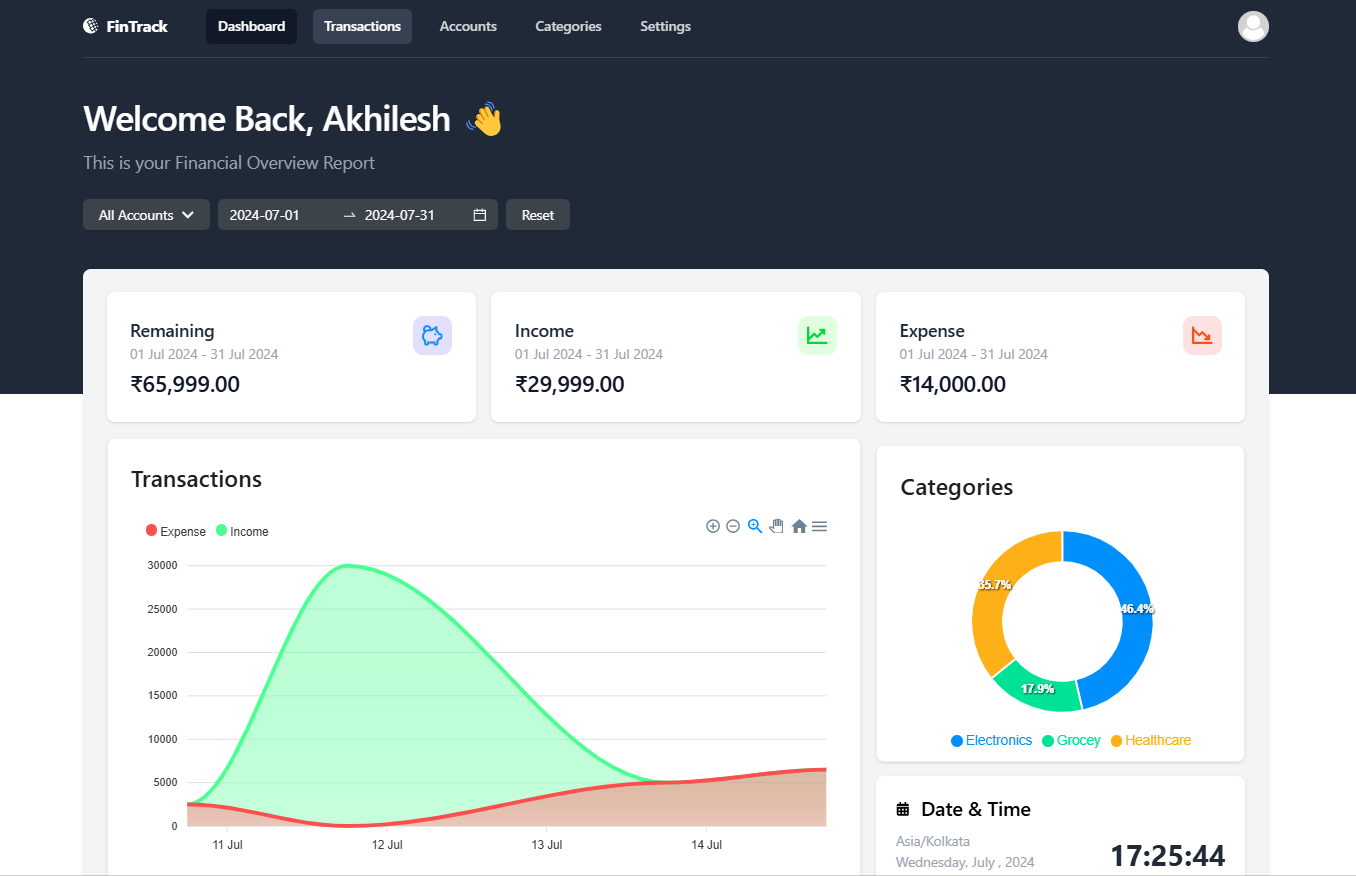 FinTrack Dashboard Transactions Accounts Categories Settings
Welcome Back, Akhilesh 👋
This is your Financial Overview Report
All Accounts 2024-07-01 → 2024-07-31 Reset
Remaining
01 Jul 2024 - 31 Jul 2024
₹65,999.00
Income
01 Jul 2024 - 31 Jul 2024
₹29,999.00
Expense
01 Jul 2024 - 31 Jul 2024
₹14,000.00
Transactions
Expense Income
30000
25000
20000
15000
10000
5000
0
11 Jul 12 Jul 13 Jul 14 Jul
Categories
35.7%
46.4%
17.9%
Electronics Grocey Healthcare
Date & Time
Asia/Kolkata
Wednesday, July , 2024
17:25:44